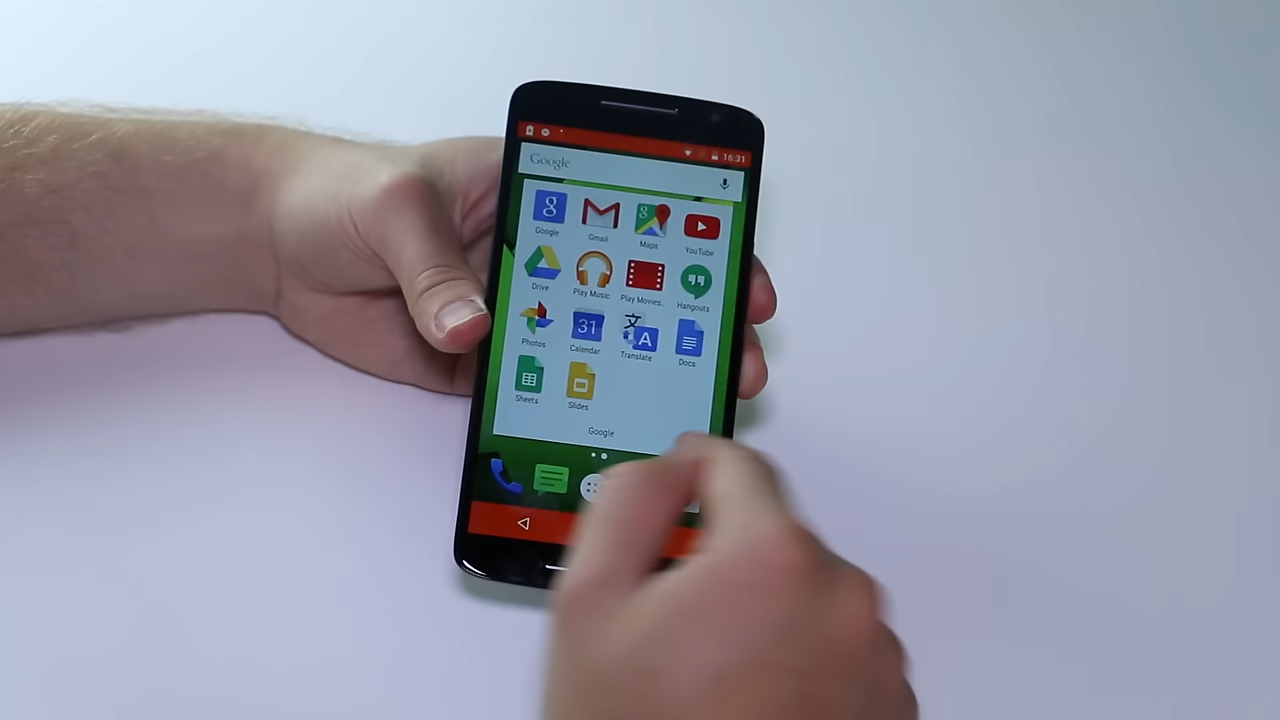 16:31
Google
Google Gmail Maps YouTube
Drive Play Music Play Movies.. Hangouts
31
Photos Calendar Translate Docs
Sheets Slides
Google